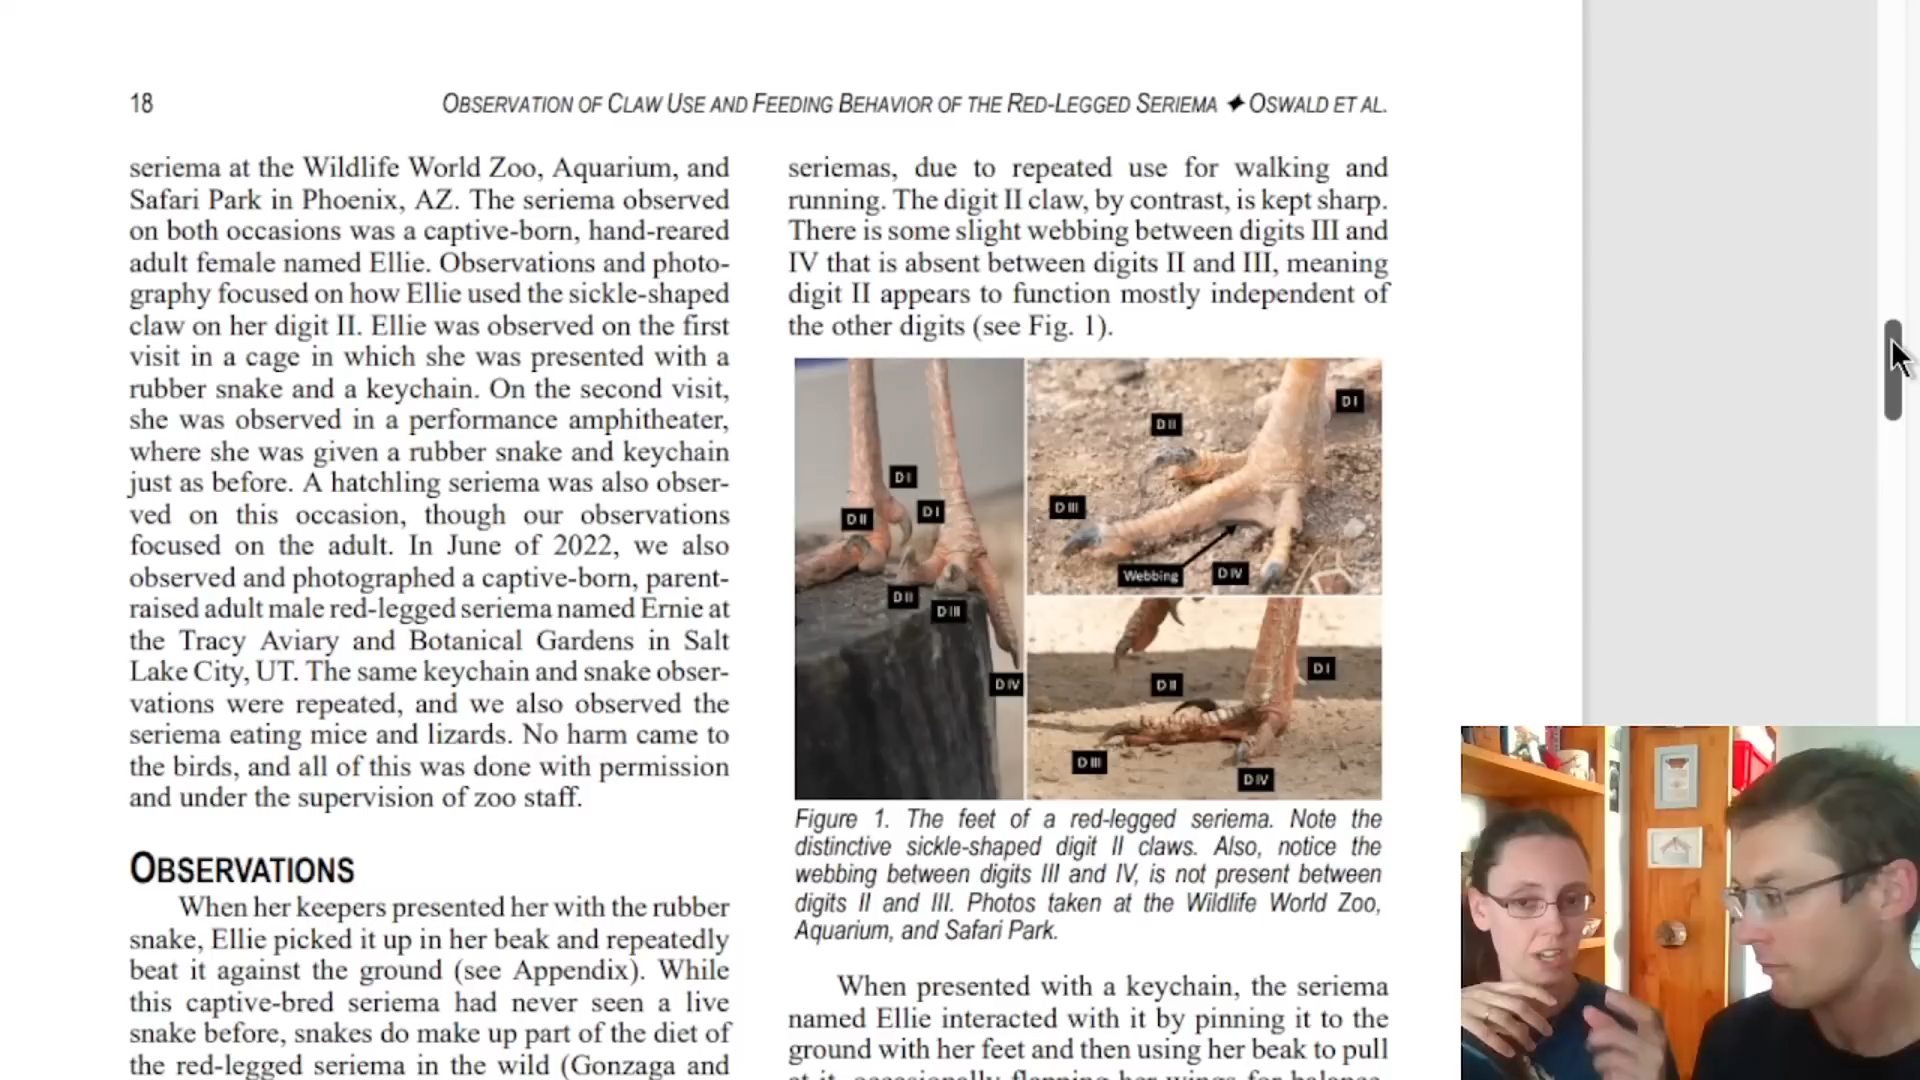 18
OBSERVATION OF CLAW USE AND FEEDING BEHAVIOR OF THE RED-LEGGED SERIEMA ✦ OSWALD ET AL.
seriema at the Wildlife World Zoo, Aquarium, and
Safari Park in Phoenix, AZ. The seriema observed
on both occasions was a captive-born, hand-reared
adult female named Ellie. Observations and photo-
graphy focused on how Ellie used the sickle-shaped
claw on her digit II. Ellie was observed on the first
visit in a cage in which she was presented with a
rubber snake and a keychain. On the second visit,
she was observed in a performance amphitheater,
where she was given a rubber snake and keychain
just as before. A hatchling seriema was also obser-
ved on this occasion, though our observations
focused on the adult. In June of 2022, we also
observed and photographed a captive-born, parent-
raised adult male red-legged seriema named Ernie at
the Tracy Aviary and Botanical Gardens in Salt
Lake City, UT. The same keychain and snake obser-
vations were repeated, and we also observed the
seriema eating mice and lizards. No harm came to
the birds, and all of this was done with permission
and under the supervision of zoo staff.
OBSERVATIONS
When her keepers presented her with the rubber
snake, Ellie picked it up in her beak and repeatedly
beat it against the ground (see Appendix). While
this captive-bred seriema had never seen a live
snake before, snakes do make up part of the diet of
the red-legged seriema in the wild (Gonzaga and
seriemas, due to repeated use for walking and
running. The digit II claw, by contrast, is kept sharp.
There is some slight webbing between digits III and
IV that is absent between digits II and III, meaning
digit II appears to function mostly independent of
the other digits (see Fig. 1).
D I
D II
D I
D II
D III
D IV
D I
D II
D III
Webbing
D IV
D I
D II
D III
D IV
Figure 1. The feet of a red-legged seriema. Note the
distinctive sickle-shaped digit II claws. Also, notice the
webbing between digits III and IV, is not present between
digits II and III. Photos taken at the Wildlife World Zoo,
Aquarium, and Safari Park.
When presented with a keychain, the seriema
named Ellie interacted with it by pinning it to the
ground with her feet and then using her beak to pull
at it, occasionally flapping her wings for balance.